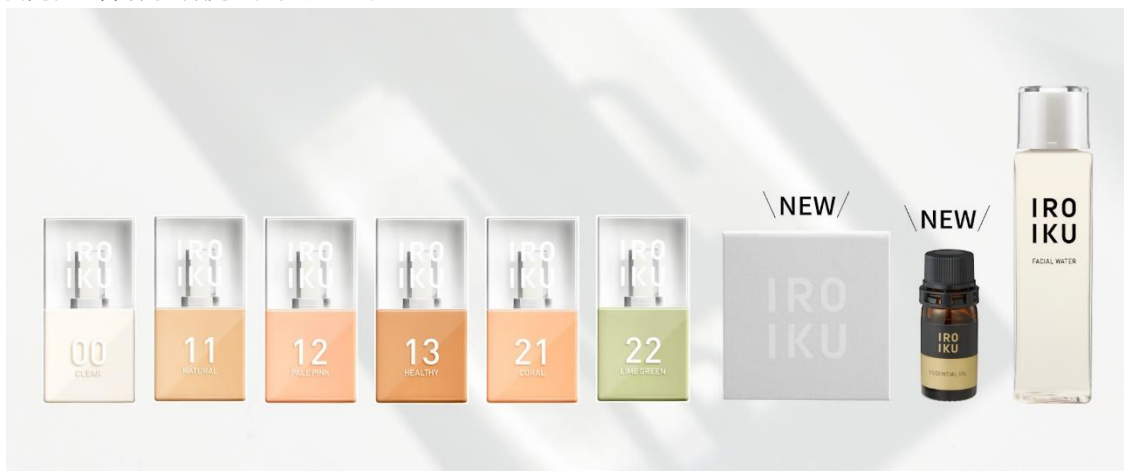 IRO
IKU
00
CLEAR
IRO
IKU
11
NATURAL
IRO
IKU
12
PALE PINK
IRO
IKU
13
HEALTHY
IRO
IKU
21
CORAL
IRO
IKU
22
LIME GREEN
NEW
IRO
IKU
NEW
IRO
IKU
ESSENTIAL OIL
IRO
IKU
FACIAL WATER